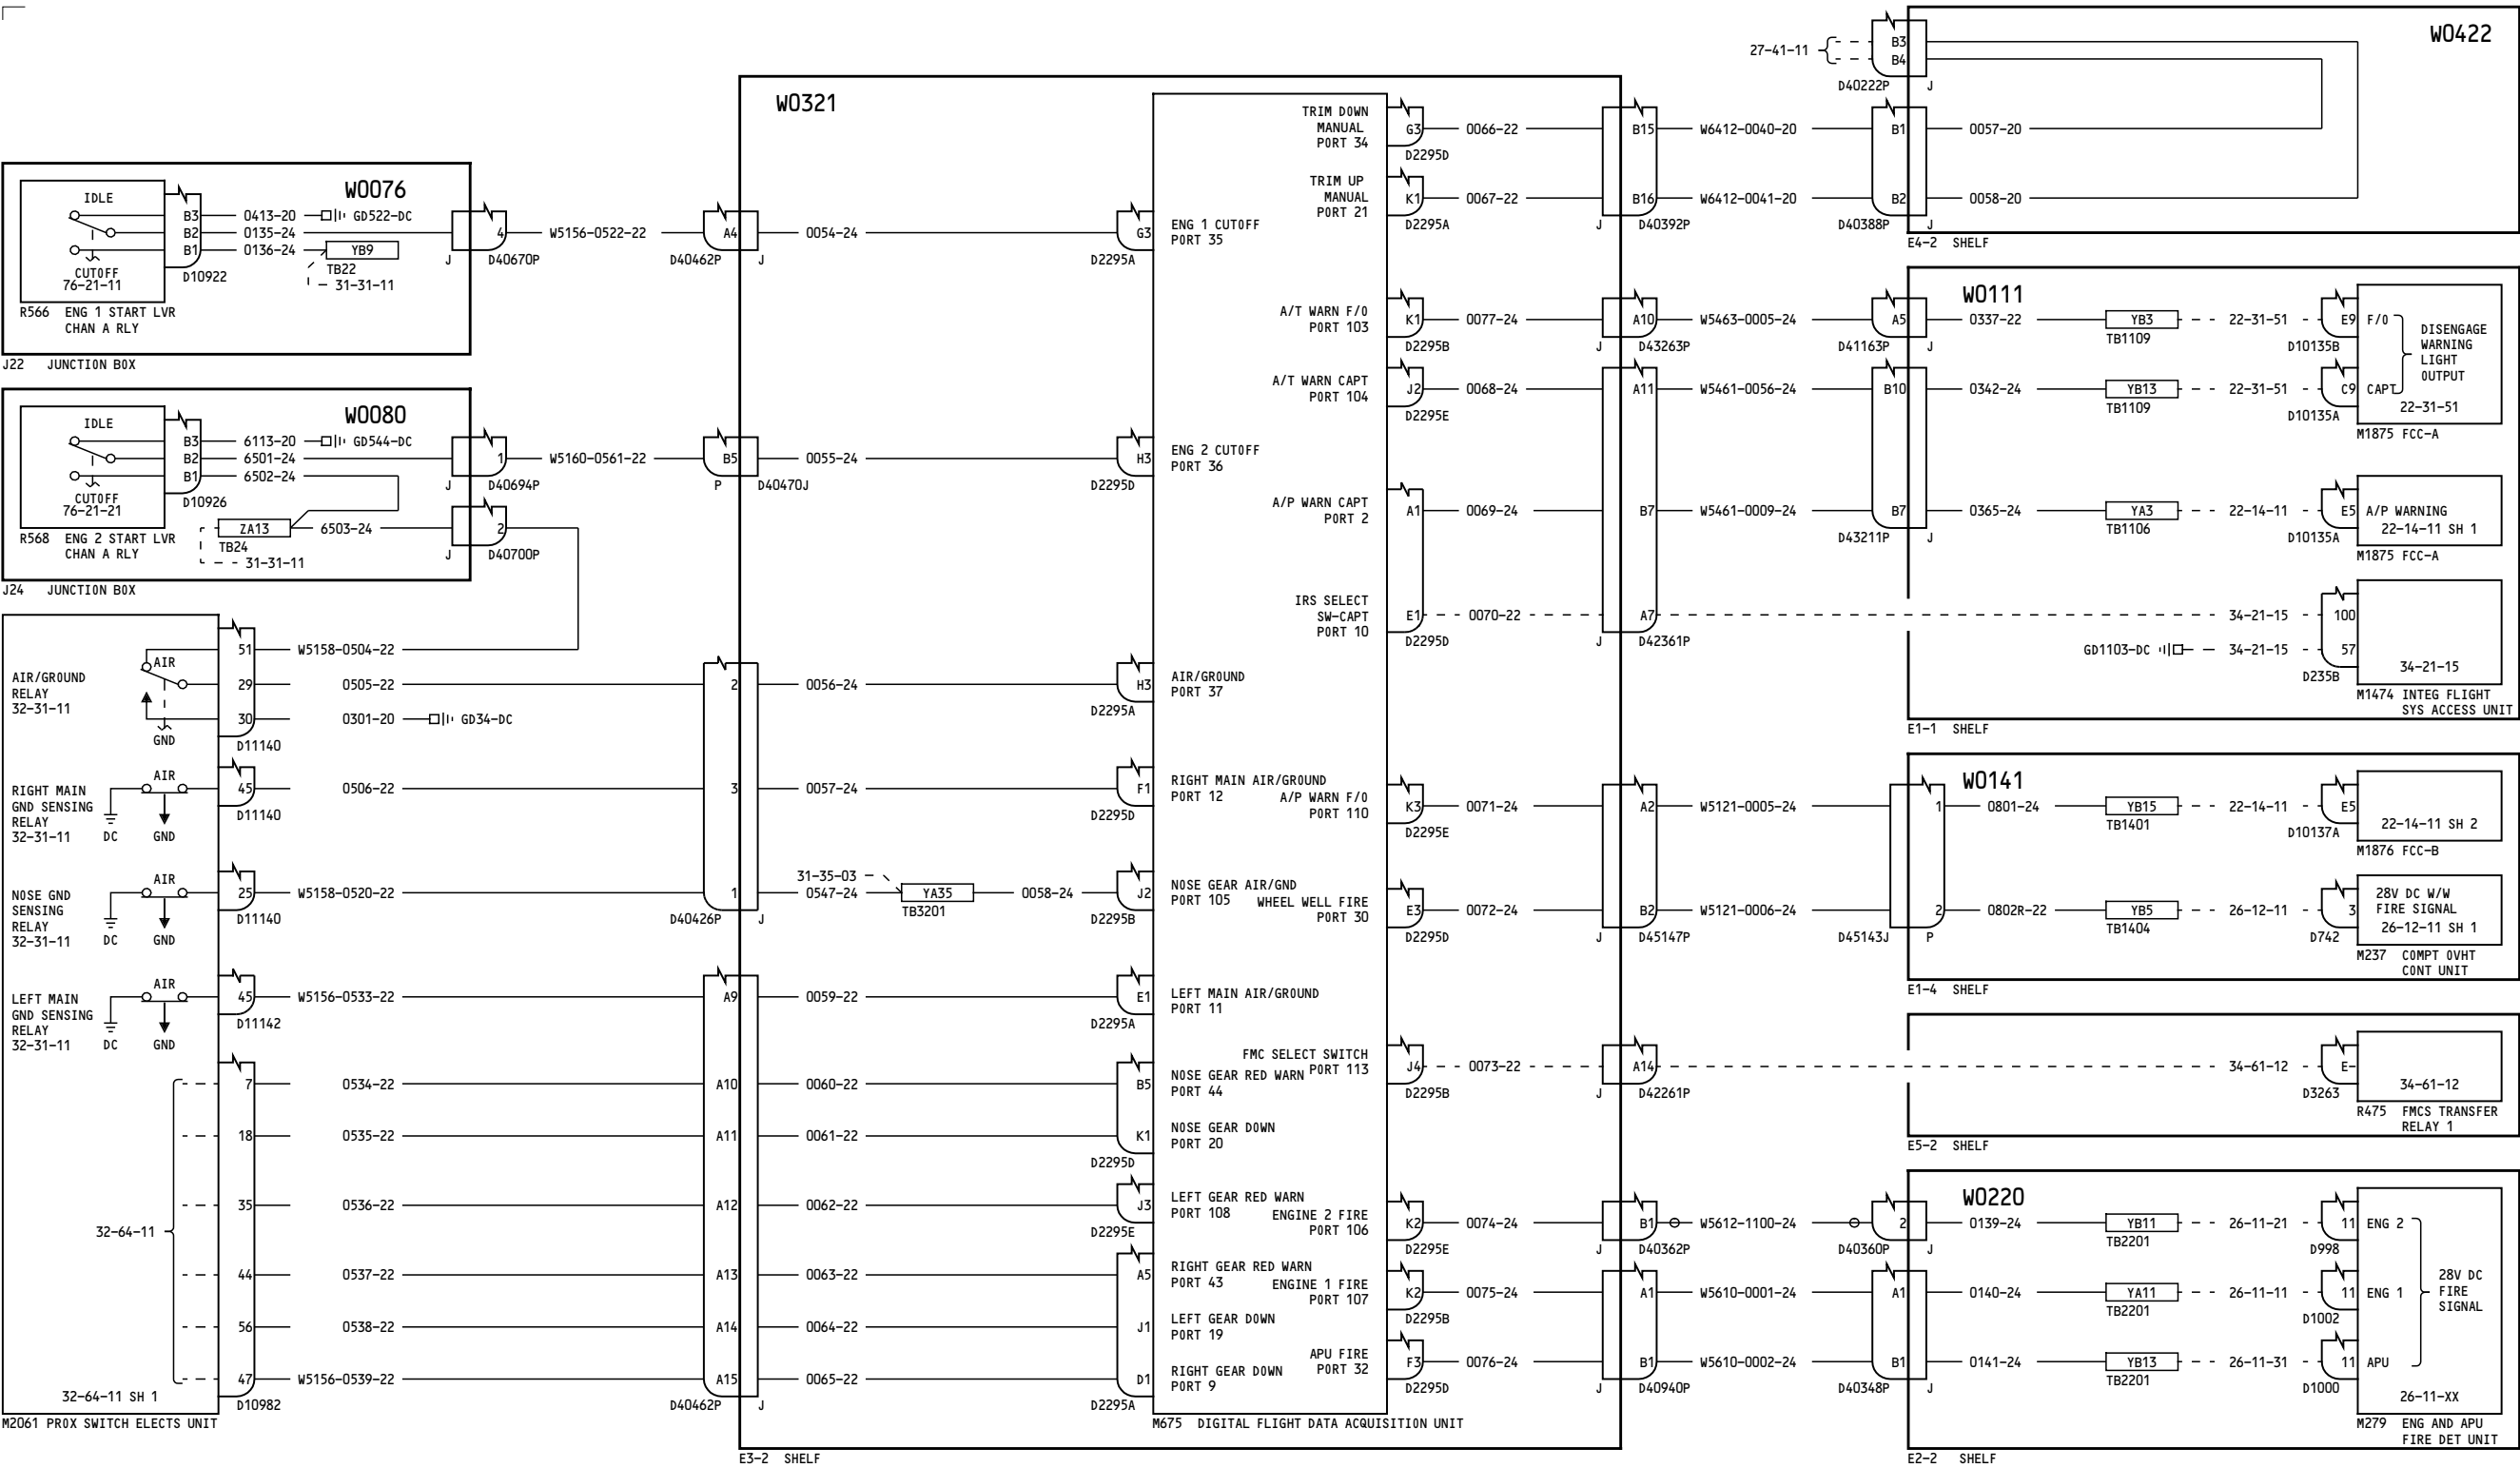 W0422
27-41-11
B3
B4
D40222P J
B1 0057-20
B2 0058-20
D40388P J
E4-2 SHELF
W0321
TRIM DOWN
MANUAL
PORT 34
G3 0066-22 B15 W6412-0040-20
D2295D
TRIM UP
MANUAL
PORT 21
K1 0067-22 B16 W6412-0041-20
D2295A J D40392P
W0076
IDLE
B3 0413-20 GD522-DC
B2 0135-24
B1 0136-24 YB9
TB22
31-31-11
CUTOFF
76-21-11
D10922
R566 ENG 1 START LVR
CHAN A RLY
J22 JUNCTION BOX
4 W5156-0522-22 A4 0054-24 G3 ENG 1 CUTOFF
PORT 35
J D40670P D40462P J D2295A
A/T WARN F/O
PORT 103
K1 0077-24 A10 W5463-0005-24 A5
D2295B J D43263P D41163P J
W0111
0337-22 YB3 22-31-51 E9 F/O
TB1109 D10135B
DISENGAGE
WARNING
LIGHT
OUTPUT
A/T WARN CAPT
PORT 104
J2 0068-24 A11 W5461-0056-24 B10 0342-24 YB13 22-31-51 C9 CAPT
D2295E TB1109 D10135A
22-31-51
M1875 FCC-A
W0080
IDLE
B3 6113-20 GD544-DC
B2 6501-24
B1 6502-24
CUTOFF
76-21-21
D10926
ZA13 6503-24
TB24
31-31-11
R568 ENG 2 START LVR
CHAN A RLY
J24 JUNCTION BOX
1 W5160-0561-22 B5 0055-24 H3 ENG 2 CUTOFF
PORT 36
J D40694P P D40470J D2295D
2
J D40700P
A/P WARN CAPT
PORT 2
A1 0069-24 B7 W5461-0009-24 B7 0365-24 YA3 22-14-11 E5 A/P WARNING
22-14-11 SH 1
D43211P J TB1106 D10135A
M1875 FCC-A
IRS SELECT
SW-CAPT
PORT 10
E1 0070-22 A7 34-21-15 100
D2295D J D42361P
GD1103-DC 34-21-15 57
34-21-15
D235B
M1474 INTEG FLIGHT
SYS ACCESS UNIT
E1-1 SHELF
AIR/GROUND
RELAY
32-31-11
AIR
GND
51 W5158-0504-22
29 0505-22 2 0056-24 H3 AIR/GROUND
PORT 37
D2295A
30 0301-20 GD34-DC
D11140
RIGHT MAIN
GND SENSING
RELAY
32-31-11
AIR
DC GND
45 0506-22 3 0057-24 F1 RIGHT MAIN AIR/GROUND
PORT 12
D11140 D2295D
A/P WARN F/O
PORT 110
K3 0071-24 A2 W5121-0005-24 1
D2295E
W0141
0801-24 YB15 22-14-11 E5
TB1401 D10137A
22-14-11 SH 2
M1876 FCC-B
NOSE GND
SENSING
RELAY
32-31-11
AIR
DC GND
25 W5158-0520-22 1
D11140 D40426P J
31-35-03
0547-24 YA35 0058-24 J2 NOSE GEAR AIR/GND
PORT 105
TB3201 D2295B
WHEEL WELL FIRE
PORT 30
E3 0072-24 B2 W5121-0006-24 2 0802R-22 YB5 26-12-11 3
D2295D J D45147P D45143J P TB1404 D742
28V DC W/W
FIRE SIGNAL
26-12-11 SH 1
M237 COMPT OVHT
CONT UNIT
E1-4 SHELF
LEFT MAIN
GND SENSING
RELAY
32-31-11
AIR
DC GND
45 W5156-0533-22 A9 0059-22 E1 LEFT MAIN AIR/GROUND
PORT 11
D11142 D2295A
FMC SELECT SWITCH
PORT 113
J4 0073-22 A14 34-61-12 E-
D2295B J D42261P D3263
34-61-12
R475 FMCS TRANSFER
RELAY 1
E5-2 SHELF
7 0534-22 A10 0060-22 B5 NOSE GEAR RED WARN
PORT 44
18 0535-22 A11 0061-22 K1 NOSE GEAR DOWN
PORT 20
D2295D
35 0536-22 A12 0062-22 J3 LEFT GEAR RED WARN
PORT 108
D2295E
32-64-11
44 0537-22 A13 0063-22 A5 RIGHT GEAR RED WARN
PORT 43
56 0538-22 A14 0064-22 J1 LEFT GEAR DOWN
PORT 19
47 W5156-0539-22 A15 0065-22 D1 RIGHT GEAR DOWN
PORT 9
32-64-11 SH 1
D10982 D40462P J D2295A
M2061 PROX SWITCH ELECTS UNIT
W0220
ENGINE 2 FIRE
PORT 106
K2 0074-24 B1 W5612-1100-24 2 0139-24 YB11 26-11-21 11 ENG 2
D2295E J D40362P D40360P J TB2201 D998
ENGINE 1 FIRE
PORT 107
K2 0075-24 A1 W5610-0001-24 A1 0140-24 YA11 26-11-11 11 ENG 1
D2295B TB2201 D1002
28V DC
FIRE
SIGNAL
APU FIRE
PORT 32
F3 0076-24 B1 W5610-0002-24 B1 0141-24 YB13 26-11-31 11 APU
D2295D J D40940P D40348P J TB2201 D1000
26-11-XX
M675 DIGITAL FLIGHT DATA ACQUISITION UNIT
M279 ENG AND APU
FIRE DET UNIT
E3-2 SHELF
E2-2 SHELF